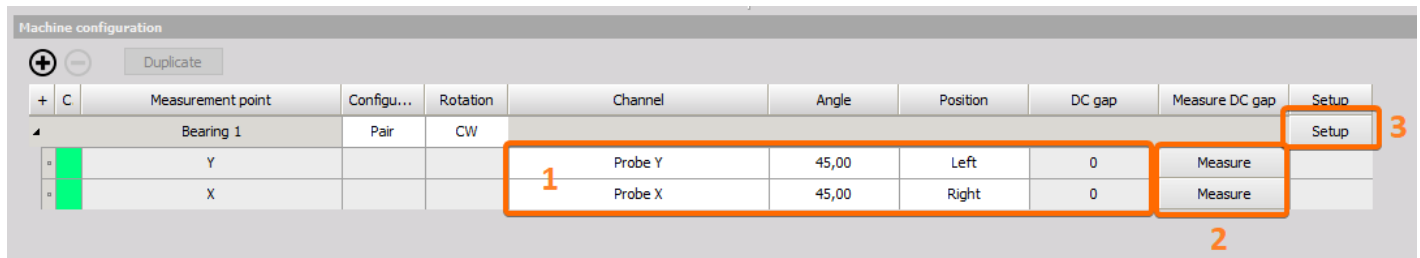 Machine configuration
Duplicate
+ C Measurement point Configu... Rotation Channel Angle Position DC gap Measure DC gap Setup
Bearing 1 Pair CW Setup 3
Y Probe Y 45,00 Left 0 Measure
1
X Probe X 45,00 Right 0 Measure
2